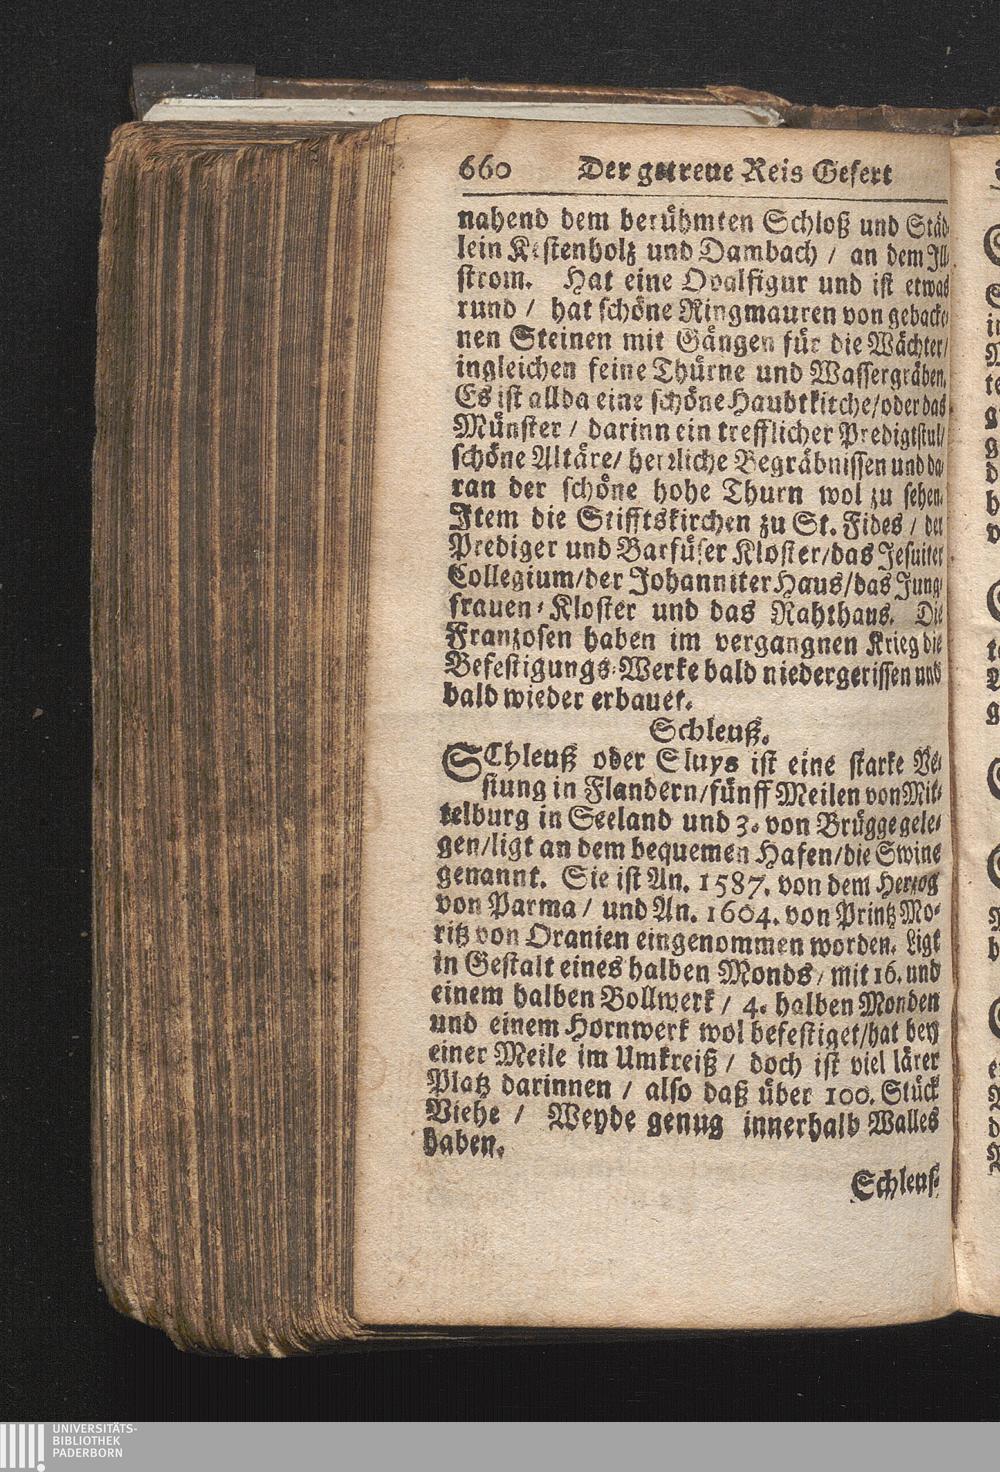 660 Der getreue Reis Gefert
nahend dem berühmten Schloß und Städ-
lein Kestenholz und Dambach / an dem Ill-
strom. Hat eine Ovalfigur und ist etwas
rund / hat schöne Ringmauren von gebacke-
nen Steinen mit Gängen für die Wächter/
ingleichen feine Thürne und Wassergräben.
Es ist allda eine schöne Haubtkirche/oder das
Münster / darinn ein trefflicher Predigtstul/
schöne Altäre/ herrliche Begräbnissen und da-
ran der schöne hohe Thurn wol zu sehen.
Item die Stifftskirchen zu St. Fides / der
Prediger und Barfüser Kloster/das Jesuiter
Collegium/der Johanniter Haus/das Jung-
frauen-Kloster und das Rahthaus. Die
Franzosen haben im vergangnen Krieg die
Befestigungs-Werke bald niedergerissen und
bald wieder erbauet.
Schleuß.
SChleuß oder Sluys ist eine starke Ve-
stung in Flandern/fünff Meilen von Mit-
telburg in Seeland und 3. von Brügge gele-
gen/ligt an dem bequemen Hafen/die Swine
genannt. Sie ist An. 1587. von dem Herzog
von Parma / und An. 1604. von Printz Mo-
ritz von Oranien eingenommen worden. Ligt
in Gestalt eines halben Monds / mit 16. und
einem halben Bollwerk / 4. halben Monden
und einem Hornwerk wol befestiget/hat bey
einer Meile im Umkreiß / doch ist viel lärer
Platz darinnen / also daß über 100. Stück
Viehe / Weyde genug innerhalb Walles
haben.
Schleus-
UNIVERSITÄTS-
BIBLIOTHEK
PADERBORN